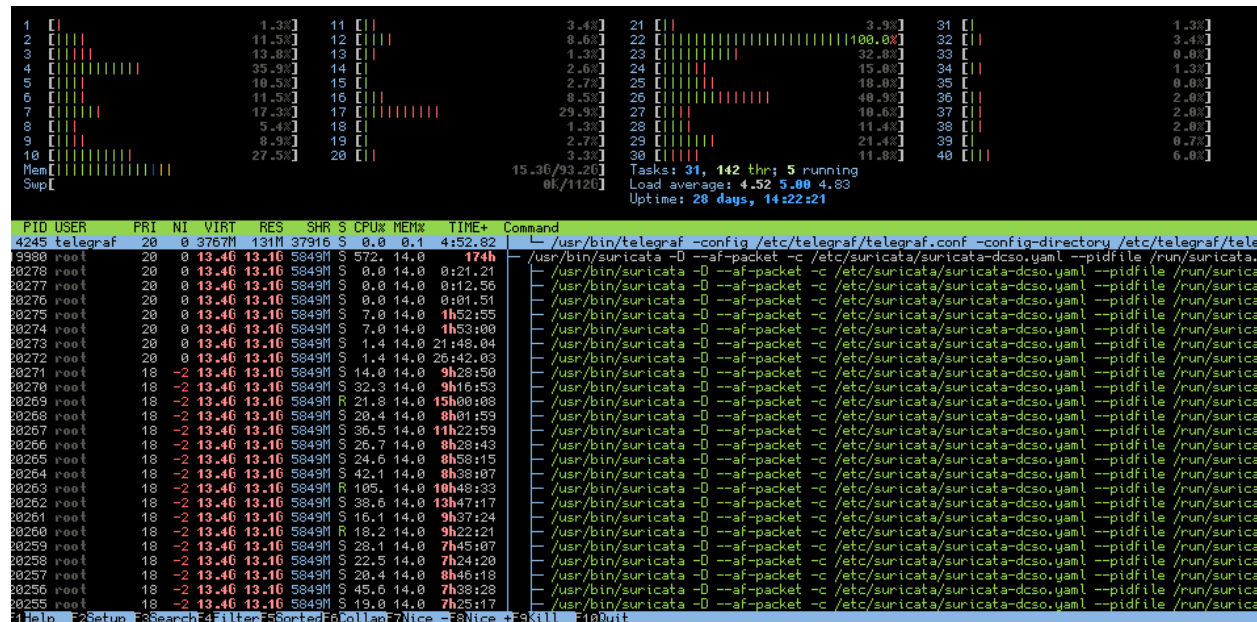 1 [| 1.3%] 11 [|| 3.4%] 21 [|| 3.9%] 31 [| 1.3%]
2 [|||| 11.5%] 12 [|||| 8.6%] 22 [||||||||||||||||||||||100.0%] 32 [|| 3.4%]
3 [||||| 13.8%] 13 [|| 1.3%] 23 [||||||||| 32.8%] 33 [ 0.0%]
4 [||||||||||| 35.9%] 14 [| 2.6%] 24 [||||| 15.0%] 34 [|| 1.3%]
5 [|||| 10.5%] 15 [| 2.7%] 25 [|||||| 18.0%] 35 [ 0.0%]
6 [|||| 11.5%] 16 [||| 8.5%] 26 [||||||||||||| 40.9%] 36 [|| 2.0%]
7 [|||||| 17.3%] 17 [|||||||||| 29.9%] 27 [|||| 10.6%] 37 [| 2.0%]
8 [||| 5.4%] 18 [| 1.3%] 28 [|||| 11.4%] 38 [|| 2.0%]
9 [|||| 8.9%] 19 [| 2.7%] 29 [||||||| 21.4%] 39 [| 0.7%]
10 [|||||||||| 27.5%] 20 [|| 3.3%] 30 [||||| 11.8%] 40 [||| 6.0%]
Mem[||||||||||||||| 15.3G/93.2G] Tasks: 31, 142 thr; 5 running
Swp[ 0K/112G] Load average: 4.52 5.00 4.83
Uptime: 28 days, 14:22:21
PID USER PRI NI VIRT RES SHR S CPU% MEM% TIME+ Command
4245 telegraf 20 0 3767M 131M 37916 S 0.0 0.1 4:52.82 └─ /usr/bin/telegraf -config /etc/telegraf/telegraf.conf -config-directory /etc/telegraf/tele
19980 root 20 0 13.4G 13.1G 5849M S 572. 14.0 174h ├─ /usr/bin/suricata -D --af-packet -c /etc/suricata/suricata-dcso.yaml --pidfile /run/suricata.
20278 root 20 0 13.4G 13.1G 5849M S 0.0 14.0 0:21.21 │ ├─ /usr/bin/suricata -D --af-packet -c /etc/suricata/suricata-dcso.yaml --pidfile /run/surica
20277 root 20 0 13.4G 13.1G 5849M S 0.0 14.0 0:12.56 │ ├─ /usr/bin/suricata -D --af-packet -c /etc/suricata/suricata-dcso.yaml --pidfile /run/surica
20276 root 20 0 13.4G 13.1G 5849M S 0.0 14.0 0:01.51 │ ├─ /usr/bin/suricata -D --af-packet -c /etc/suricata/suricata-dcso.yaml --pidfile /run/surica
20275 root 20 0 13.4G 13.1G 5849M S 7.0 14.0 1h52:55 │ ├─ /usr/bin/suricata -D --af-packet -c /etc/suricata/suricata-dcso.yaml --pidfile /run/surica
20274 root 20 0 13.4G 13.1G 5849M S 7.0 14.0 1h53:00 │ ├─ /usr/bin/suricata -D --af-packet -c /etc/suricata/suricata-dcso.yaml --pidfile /run/surica
20273 root 20 0 13.4G 13.1G 5849M S 1.4 14.0 21:48.04 │ ├─ /usr/bin/suricata -D --af-packet -c /etc/suricata/suricata-dcso.yaml --pidfile /run/surica
20272 root 20 0 13.4G 13.1G 5849M S 1.4 14.0 26:42.03 │ ├─ /usr/bin/suricata -D --af-packet -c /etc/suricata/suricata-dcso.yaml --pidfile /run/surica
20271 root 18 -2 13.4G 13.1G 5849M S 14.0 14.0 9h28:50 │ ├─ /usr/bin/suricata -D --af-packet -c /etc/suricata/suricata-dcso.yaml --pidfile /run/surica
20270 root 18 -2 13.4G 13.1G 5849M S 32.3 14.0 9h16:53 │ ├─ /usr/bin/suricata -D --af-packet -c /etc/suricata/suricata-dcso.yaml --pidfile /run/surica
20269 root 18 -2 13.4G 13.1G 5849M R 21.8 14.0 15h00:08 │ ├─ /usr/bin/suricata -D --af-packet -c /etc/suricata/suricata-dcso.yaml --pidfile /run/surica
20268 root 18 -2 13.4G 13.1G 5849M S 20.4 14.0 8h01:59 │ ├─ /usr/bin/suricata -D --af-packet -c /etc/suricata/suricata-dcso.yaml --pidfile /run/surica
20267 root 18 -2 13.4G 13.1G 5849M S 36.5 14.0 11h22:59 │ ├─ /usr/bin/suricata -D --af-packet -c /etc/suricata/suricata-dcso.yaml --pidfile /run/surica
20266 root 18 -2 13.4G 13.1G 5849M S 26.7 14.0 8h28:43 │ ├─ /usr/bin/suricata -D --af-packet -c /etc/suricata/suricata-dcso.yaml --pidfile /run/surica
20265 root 18 -2 13.4G 13.1G 5849M S 24.6 14.0 8h58:15 │ ├─ /usr/bin/suricata -D --af-packet -c /etc/suricata/suricata-dcso.yaml --pidfile /run/surica
20264 root 18 -2 13.4G 13.1G 5849M S 42.1 14.0 8h38:07 │ ├─ /usr/bin/suricata -D --af-packet -c /etc/suricata/suricata-dcso.yaml --pidfile /run/surica
20263 root 18 -2 13.4G 13.1G 5849M R 105. 14.0 10h48:33 │ ├─ /usr/bin/suricata -D --af-packet -c /etc/suricata/suricata-dcso.yaml --pidfile /run/surica
20262 root 18 -2 13.4G 13.1G 5849M S 38.6 14.0 13h47:17 │ ├─ /usr/bin/suricata -D --af-packet -c /etc/suricata/suricata-dcso.yaml --pidfile /run/surica
20261 root 18 -2 13.4G 13.1G 5849M S 16.1 14.0 9h37:24 │ ├─ /usr/bin/suricata -D --af-packet -c /etc/suricata/suricata-dcso.yaml --pidfile /run/surica
20260 root 18 -2 13.4G 13.1G 5849M R 18.2 14.0 9h22:21 │ ├─ /usr/bin/suricata -D --af-packet -c /etc/suricata/suricata-dcso.yaml --pidfile /run/surica
20259 root 18 -2 13.4G 13.1G 5849M S 28.1 14.0 7h45:07 │ ├─ /usr/bin/suricata -D --af-packet -c /etc/suricata/suricata-dcso.yaml --pidfile /run/surica
20258 root 18 -2 13.4G 13.1G 5849M S 22.5 14.0 7h24:20 │ ├─ /usr/bin/suricata -D --af-packet -c /etc/suricata/suricata-dcso.yaml --pidfile /run/surica
20257 root 18 -2 13.4G 13.1G 5849M S 20.4 14.0 8h46:18 │ ├─ /usr/bin/suricata -D --af-packet -c /etc/suricata/suricata-dcso.yaml --pidfile /run/surica
20256 root 18 -2 13.4G 13.1G 5849M S 45.6 14.0 7h38:28 │ ├─ /usr/bin/suricata -D --af-packet -c /etc/suricata/suricata-dcso.yaml --pidfile /run/surica
20255 root 18 -2 13.4G 13.1G 5849M S 19.0 14.0 7h25:17 │ ├─ /usr/bin/suricata -D --af-packet -c /etc/suricata/suricata-dcso.yaml --pidfile /run/surica
F1Help F2Setup F3SearchF4FilterF5SortedF6CollapF7Nice -F8Nice +F9Kill F10Quit